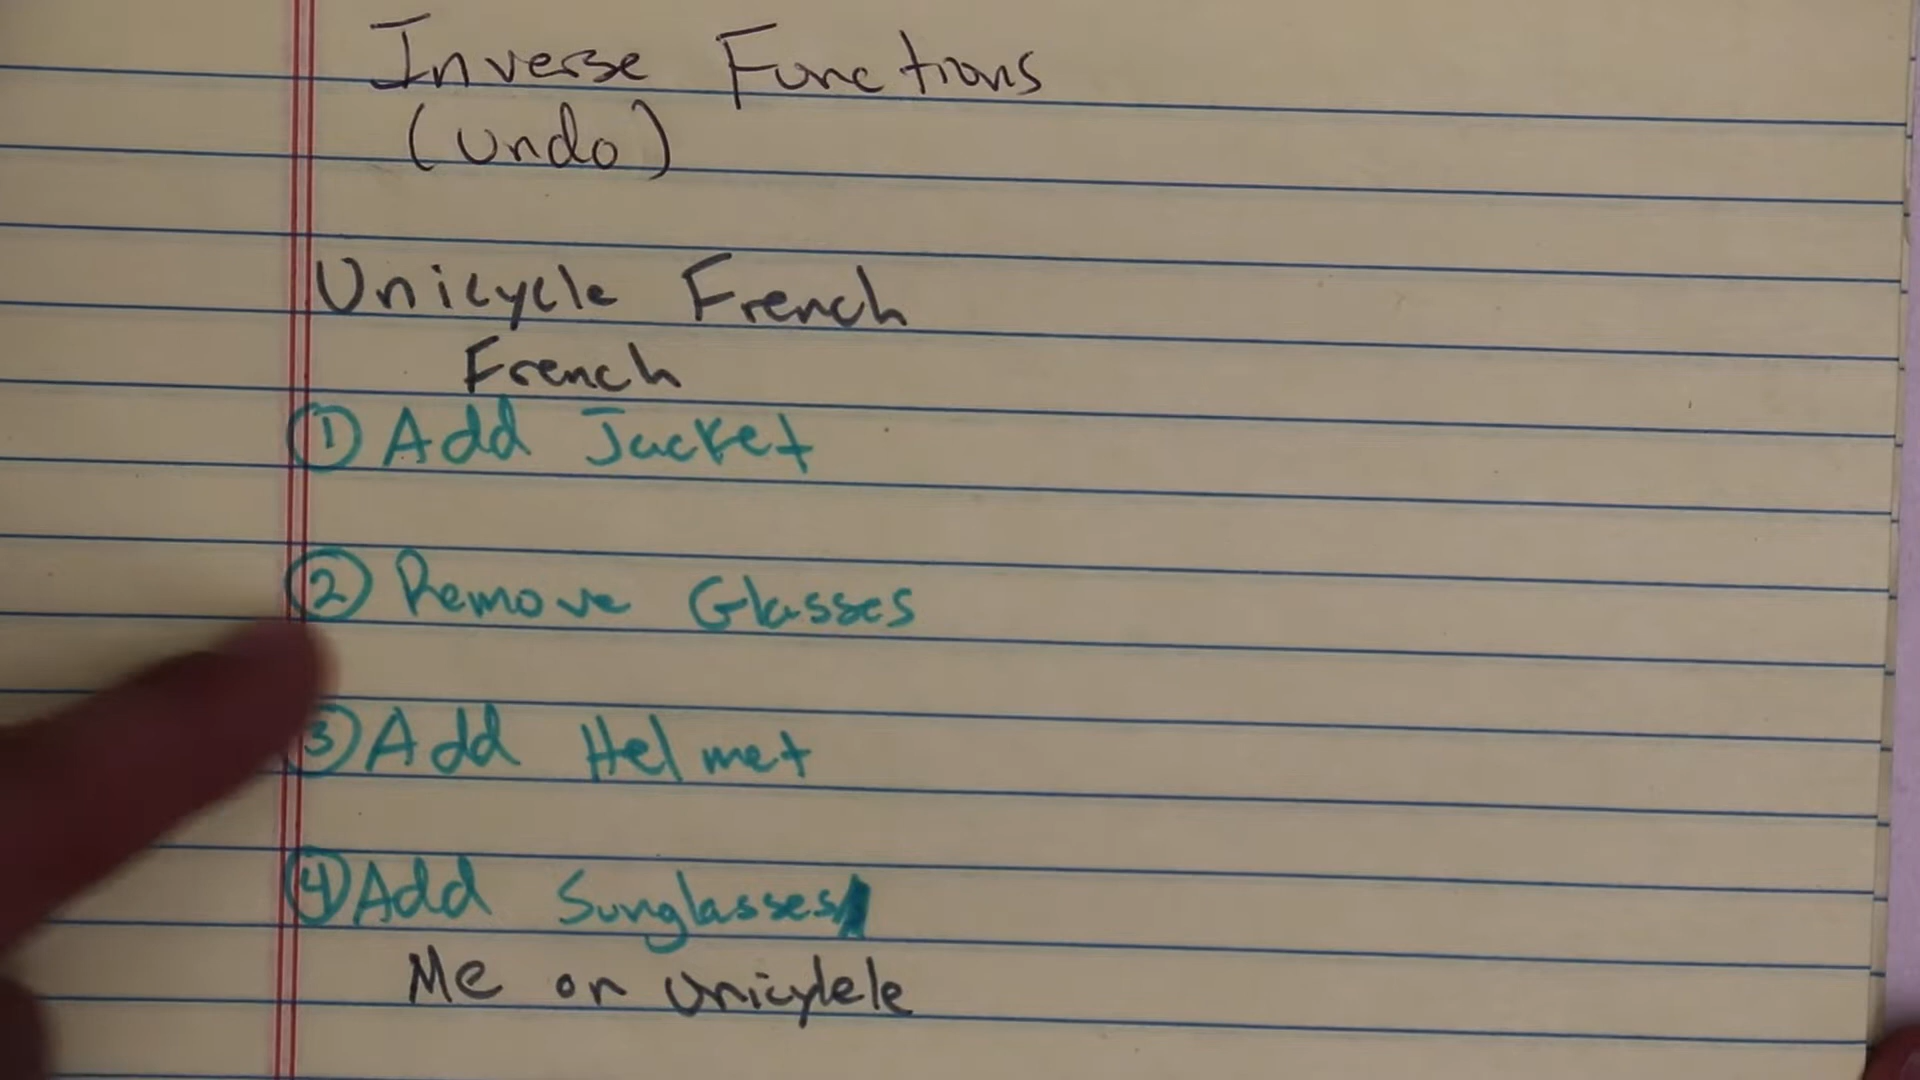 Inverse Functions
(undo)
Unicycle French
French
① Add Jacket
② Remove Glasses
③ Add Helmet
④ Add Sunglasses
Me on unicylele